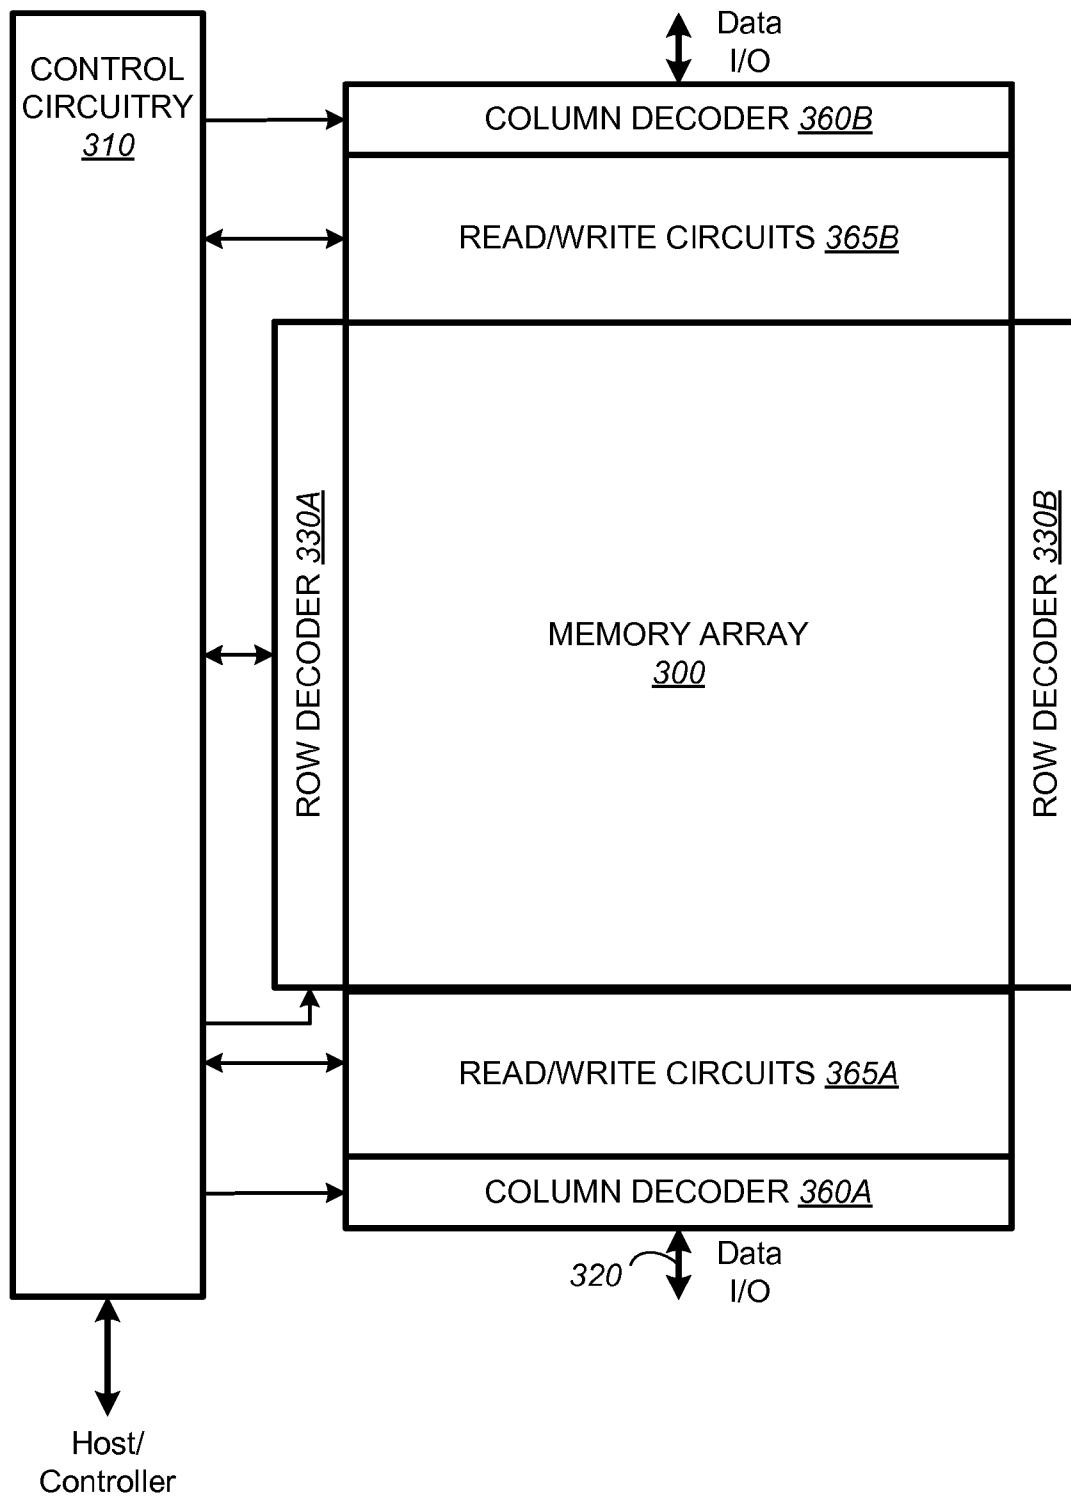 Data
I/O
CONTROL
CIRCUITRY
310
COLUMN DECODER 360B
READ/WRITE CIRCUITS 365B
ROW DECODER 330A
MEMORY ARRAY
300
ROW DECODER 330B
READ/WRITE CIRCUITS 365A
COLUMN DECODER 360A
320
Data
I/O
Host/
Controller